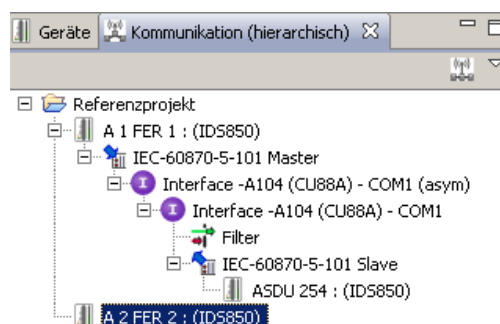 Geräte Kommunikation (hierarchisch)
Referenzprojekt
A 1 FER 1 : (IDS850)
IEC-60870-5-101 Master
I Interface -A104 (CU88A) - COM1 (asym)
I Interface -A104 (CU88A) - COM1
Filter
IEC-60870-5-101 Slave
ASDU 254 : (IDS850)
A 2 FER 2 : (IDS850)